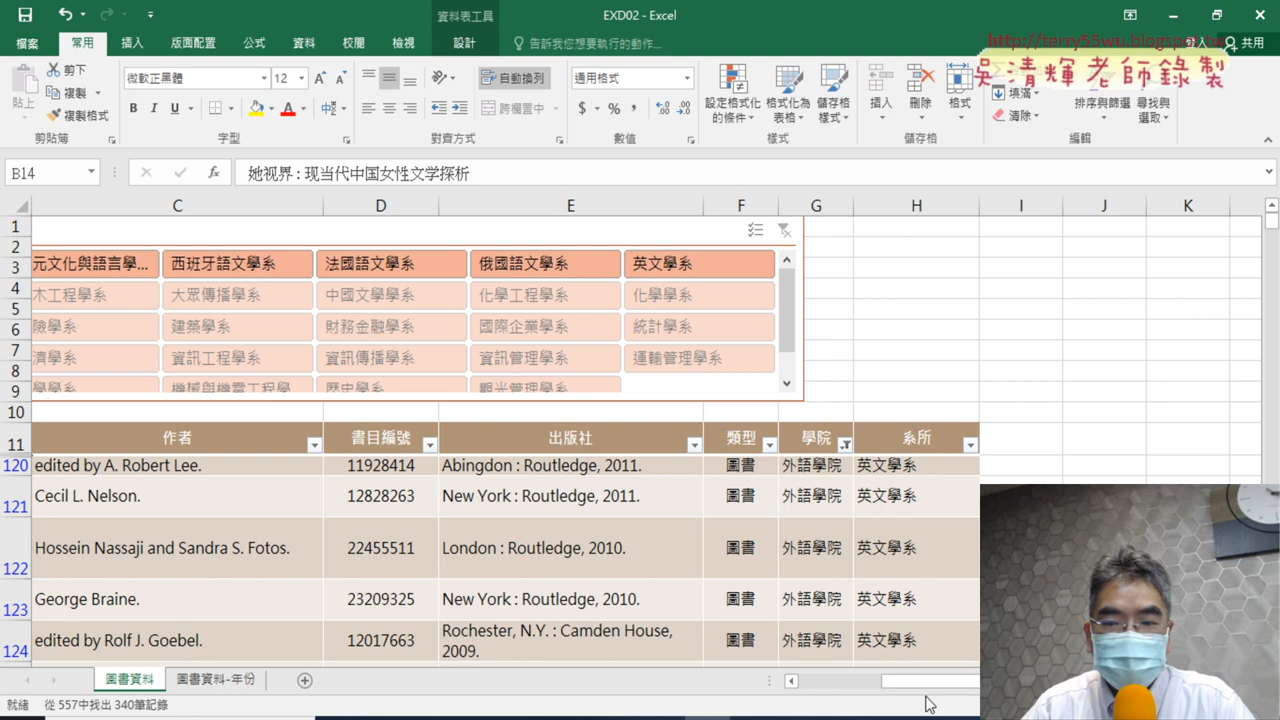 資料表工具
EXD02 - Excel
檔案 常用 插入 版面配置 公式 資料 校閱 檢視 設計 告訴我您想要執行的動作... 共用
http://terry55wu.blogspot.tw
吳清輝老師錄製
貼上 剪下 複製 複製格式
微軟正黑體 12
B I U
自動換列
跨欄置中
通用格式
$ % ,
設定格式化的條件 格式化為表格 儲存格樣式
插入 刪除 格式
填滿 清除
排序與篩選 尋找與選取
剪貼簿 字型 對齊方式 數值 樣式 儲存格 編輯
B14 fx 她视界 : 现当代中国女性文学探析
C D E F G H I J K
1
2
3 元文化與語言學... 西班牙語文學系 法國語文學系 俄國語文學系 英文學系
4 木工程學系 大眾傳播學系 中國文學學系 化學工程學系 化學學系
5
6 險學系 建築學系 財務金融學系 國際企業學系 統計學系
7 濟學系 資訊工程學系 資訊傳播學系 資訊管理學系 運輸管理學系
8
9 學學系 機械與機電工程學 歷史學系 觀光管理學系
10
11 作者 書目編號 出版社 類型 學院 系所
120 edited by A. Robert Lee. 11928414 Abingdon : Routledge, 2011. 圖書 外語學院 英文學系
121 Cecil L. Nelson. 12828263 New York : Routledge, 2011. 圖書 外語學院 英文學系
122 Hossein Nassaji and Sandra S. Fotos. 22455511 London : Routledge, 2010. 圖書 外語學院 英文學系
123 George Braine. 23209325 New York : Routledge, 2010. 圖書 外語學院 英文學系
124 edited by Rolf J. Goebel. 12017663 Rochester, N.Y. : Camden House, 2009. 圖書 外語學院 英文學系
圖書資料 圖書資料-年份
就緒 從 557中找出 340筆記錄